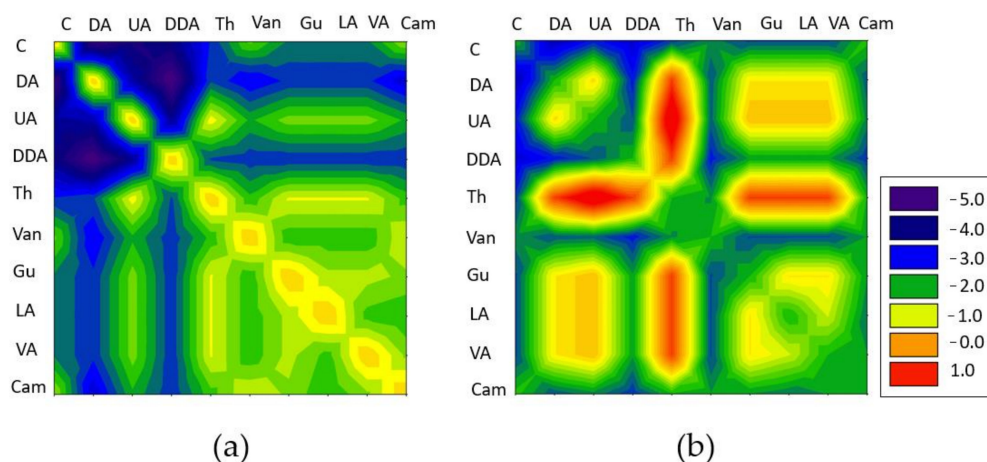 C DA UA DDA Th Van Gu LA VA Cam
C DA UA DDA Th Van Gu LA VA Cam
C
DA
UA
DDA
Th
Van
Gu
LA
VA
Cam
C
DA
UA
DDA
Th
Van
Gu
LA
VA
Cam
-5.0
-4.0
-3.0
-2.0
-1.0
-0.0
1.0
(a)
(b)